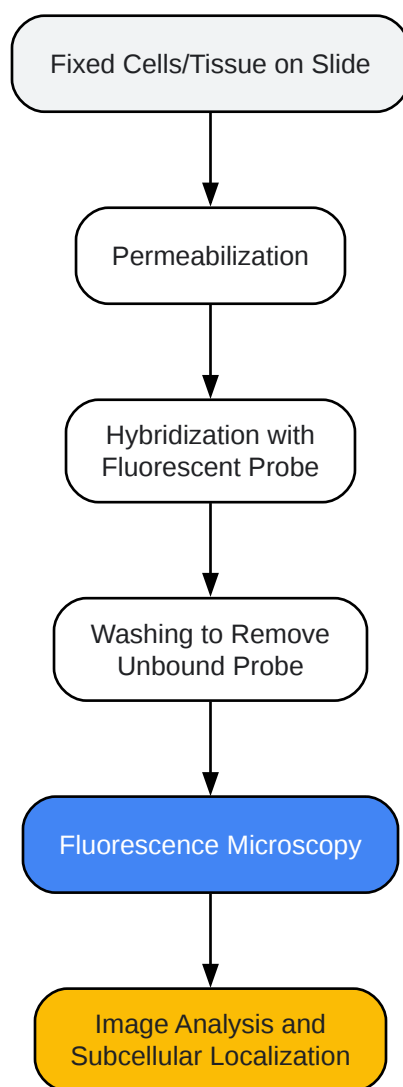 Fixed Cells/Tissue on Slide
Permeabilization
Hybridization with
Fluorescent Probe
Washing to Remove
Unbound Probe
Fluorescence Microscopy
Image Analysis and
Subcellular Localization